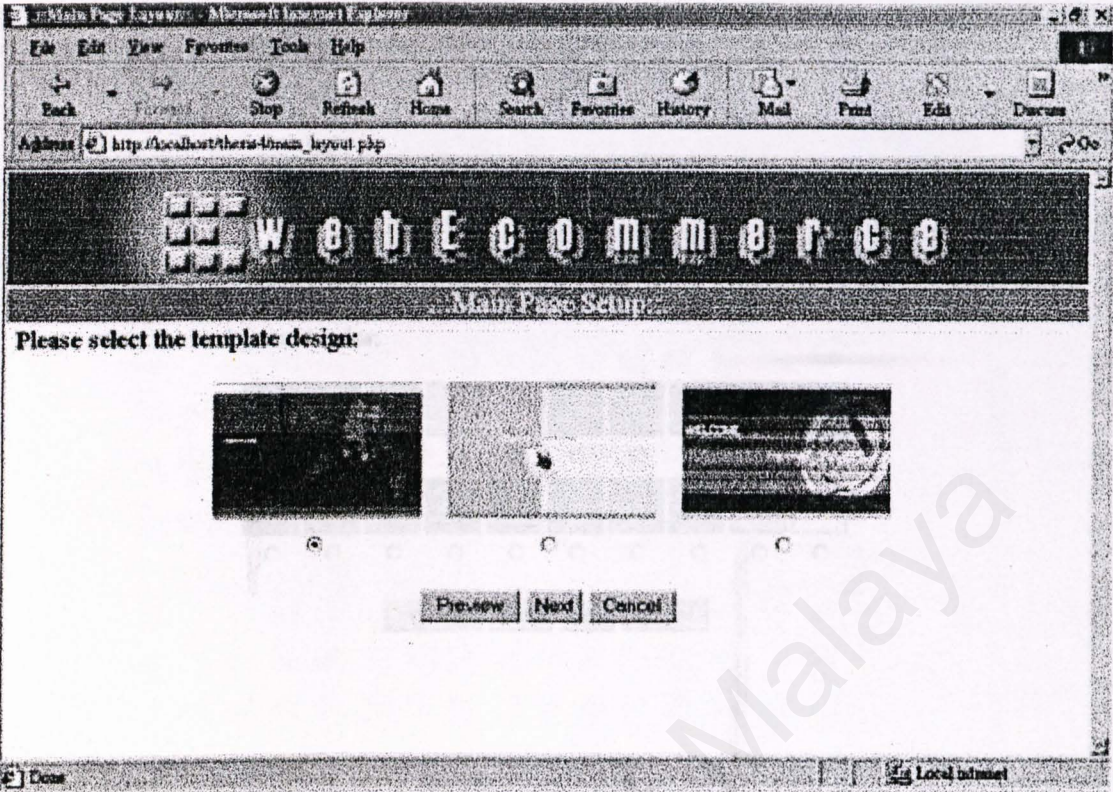 ::Main Page Layout:: - Microsoft Internet Explorer
File Edit View Favorites Tools Help
Back Forward Stop Refresh Home Search Favorites History Mail Print Edit Discuss
Address http://localhost/thesis4/main_layout.php Go
webEcommerce
::Main Page Setup::
Please select the template design:
WELCOME
Preview Next Cancel
Malaya
Done Local intranet